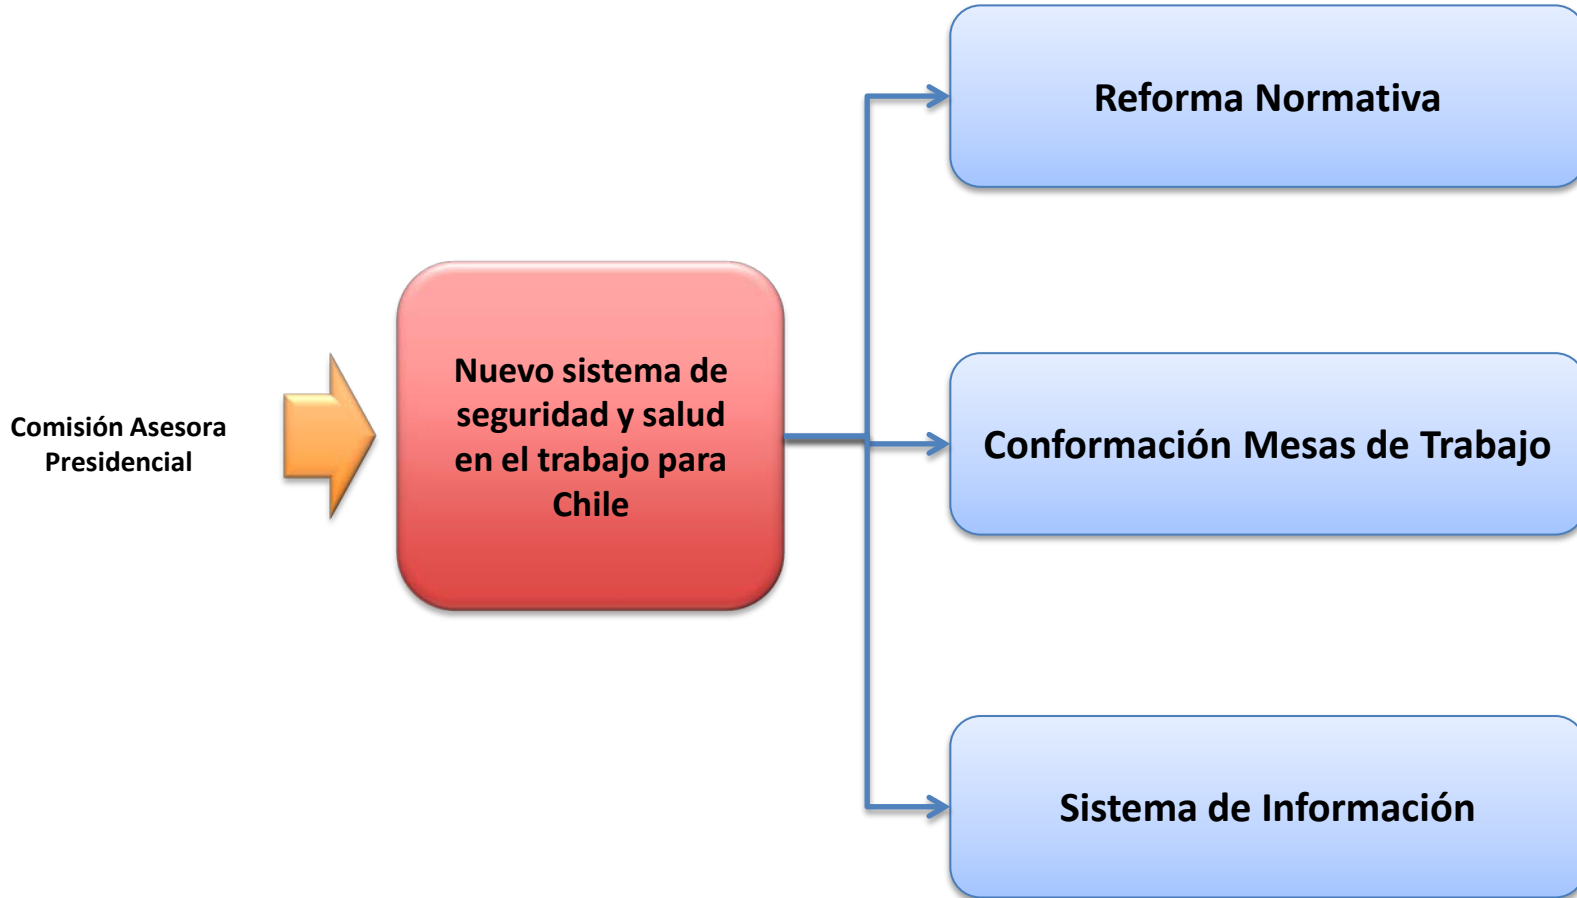 Comisión Asesora
Presidencial
Nuevo sistema de
seguridad y salud
en el trabajo para
Chile
Reforma Normativa
Conformación Mesas de Trabajo
Sistema de Información